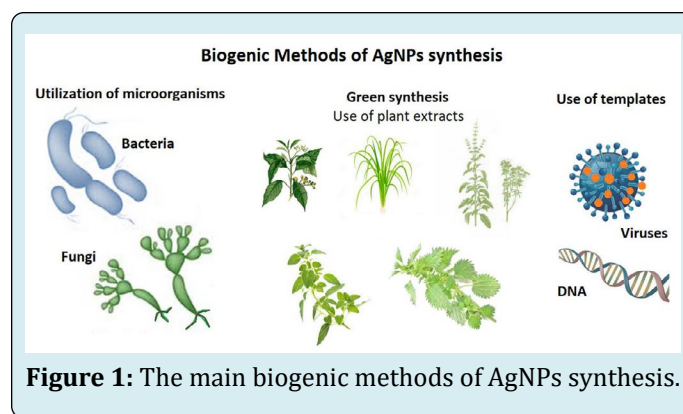 Biogenic Methods of AgNPs synthesis
Utilization of microorganisms
Bacteria
Fungi
Green synthesis
Use of plant extracts
Use of templates
Viruses
DNA
Figure 1: The main biogenic methods of AgNPs synthesis.